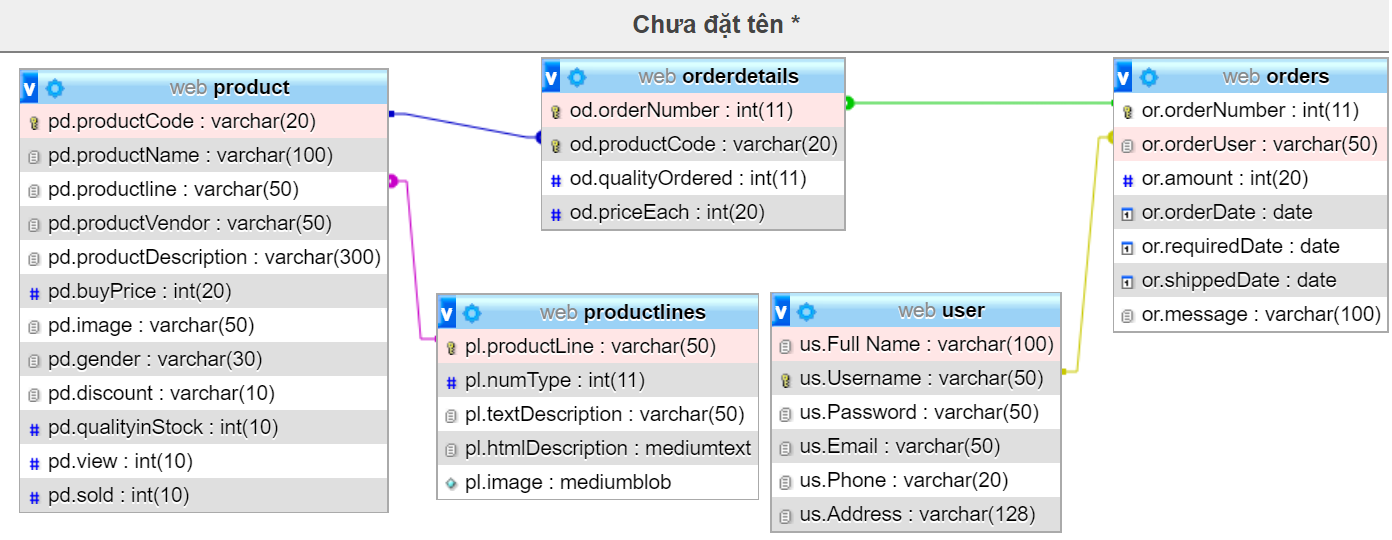 Chưa đặt tên *
v web product
pd.productCode : varchar(20)
pd.productName : varchar(100)
pd.productline : varchar(50)
pd.productVendor : varchar(50)
pd.productDescription : varchar(300)
pd.buyPrice : int(20)
pd.image : varchar(50)
pd.gender : varchar(30)
pd.discount : varchar(10)
pd.qualityinStock : int(10)
pd.view : int(10)
pd.sold : int(10)
v web orderdetails
od.orderNumber : int(11)
od.productCode : varchar(20)
od.qualityOrdered : int(11)
od.priceEach : int(20)
v web orders
or.orderNumber : int(11)
or.orderUser : varchar(50)
or.amount : int(20)
or.orderDate : date
or.requiredDate : date
or.shippedDate : date
or.message : varchar(100)
v web productlines
pl.productLine : varchar(50)
pl.numType : int(11)
pl.textDescription : varchar(50)
pl.htmlDescription : mediumtext
pl.image : mediumblob
v web user
us.Full Name : varchar(100)
us.Username : varchar(50)
us.Password : varchar(50)
us.Email : varchar(50)
us.Phone : varchar(20)
us.Address : varchar(128)